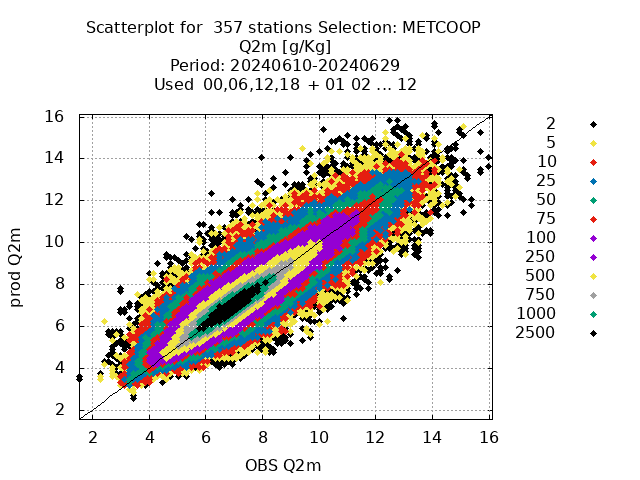 Scatterplot for  357 stations Selection: METCOOP
Q2m [g/Kg]
Period: 20240610-20240629
Used  00,06,12,18  + 01 02 ... 12
16
14
12
10
8
6
4
2
prod Q2m
2 4 6 8 10 12 14 16
OBS Q2m
2
5
10
25
50
75
100
250
500
750
1000
2500